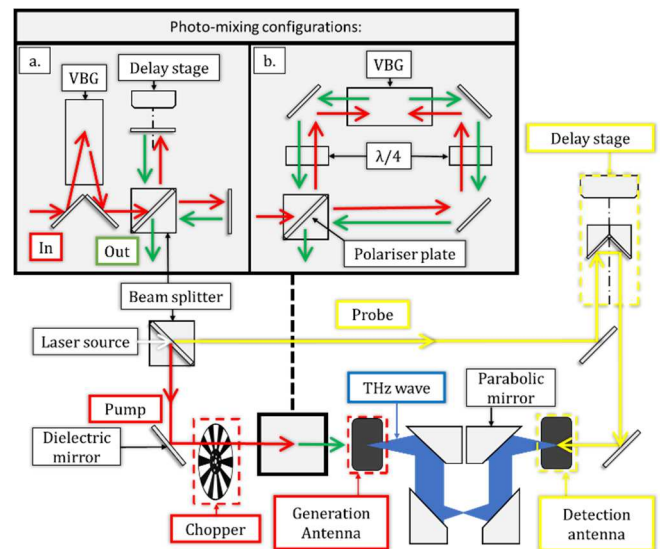 Photo-mixing configurations:
a.
VBG
Delay stage
In
Out
b.
VBG
λ/4
Polariser plate
Delay stage
Beam splitter
Laser source
Probe
Pump
THz wave
Parabolic
mirror
Dielectric
mirror
Chopper
Generation
Antenna
Detection
antenna